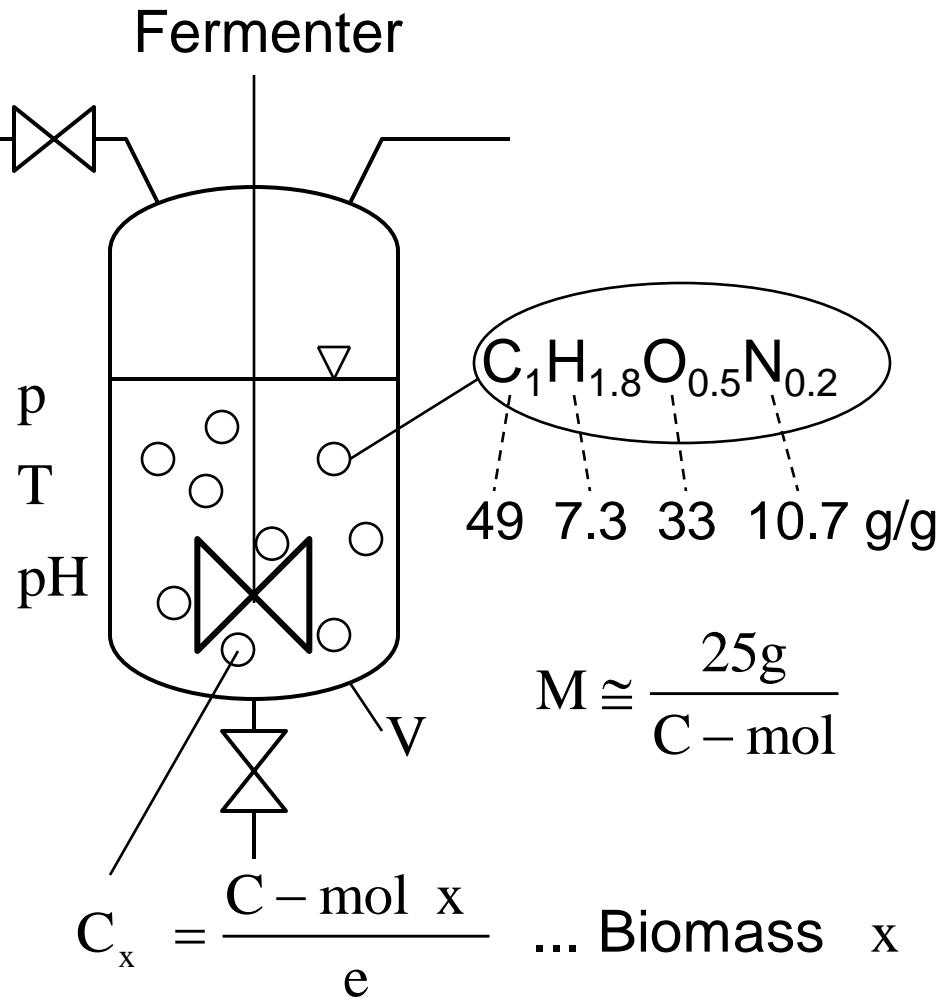 Fermenter
C₁H₁.₈O₀.₅N₀.₂
p
T
49 7.3 33 10.7 g/g
pH
M ≅ 25g / C – mol
V
Cₓ = C – mol x / e ... Biomass x